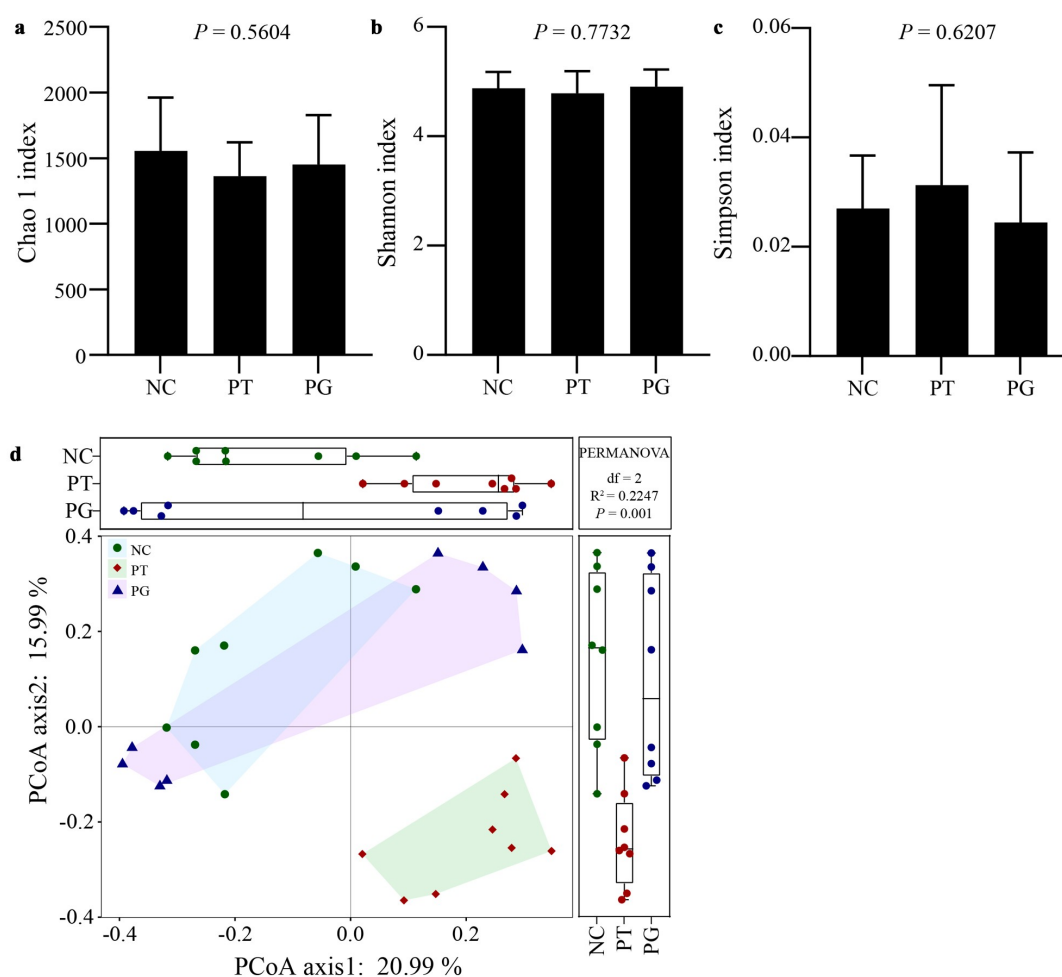 a
P = 0.5604
2500
2000
1500
1000
500
0
Chao 1 index
NC PT PG
b
P = 0.7732
6
4
2
0
Shannon index
NC PT PG
c
P = 0.6207
0.06
0.04
0.02
0.00
Simpson index
NC PT PG
d
NC
PT
PG
PERMANOVA
df = 2
R² = 0.2247
P = 0.001
NC
PT
PG
0.4
0.2
0.0
-0.2
-0.4
PCoA axis2: 15.99 %
-0.4 -0.2 0.0 0.2
PCoA axis1: 20.99 %
NC
PT
PG